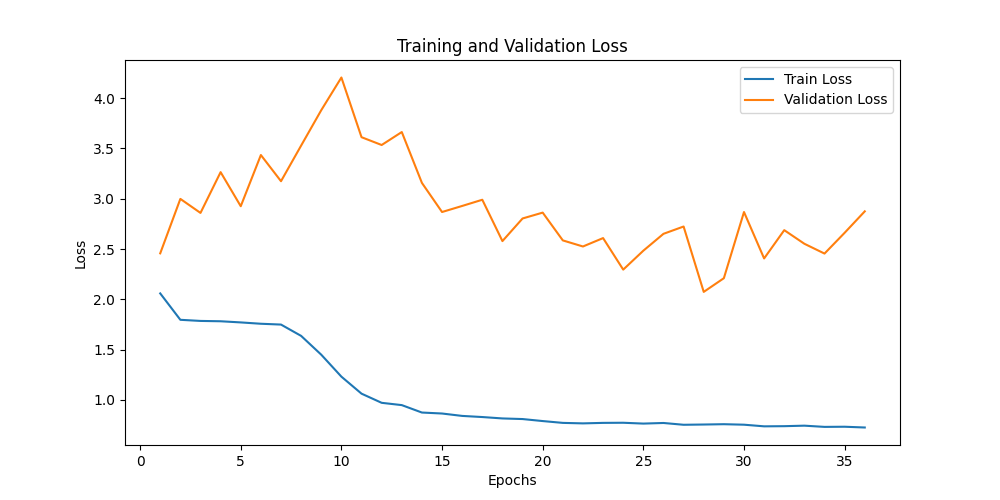 Training and Validation Loss
Train Loss
Validation Loss
4.0
3.5
3.0
2.5
2.0
1.5
1.0
Loss
0 5 10 15 20 25 30 35
Epochs